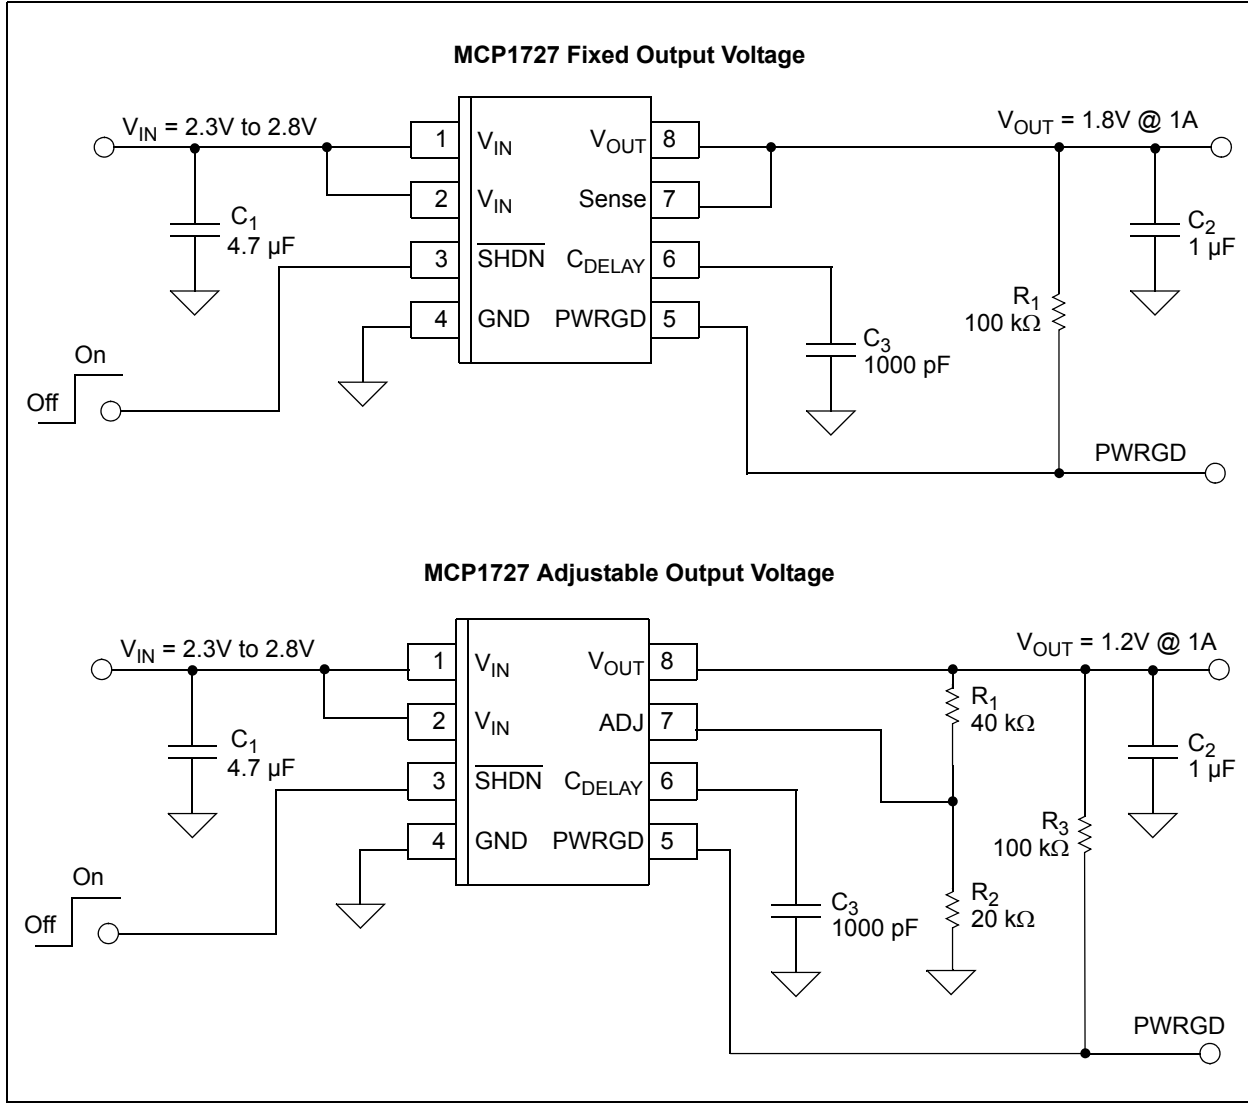 MCP1727 Fixed Output Voltage
VIN = 2.3V to 2.8V
VOUT = 1.8V @ 1A
1 VIN VOUT 8
2 VIN Sense 7
3 SHDN CDELAY 6
4 GND PWRGD 5
C1
4.7 µF
C2
1 µF
R1
100 kΩ
C3
1000 pF
On
Off
PWRGD
MCP1727 Adjustable Output Voltage
VIN = 2.3V to 2.8V
VOUT = 1.2V @ 1A
1 VIN VOUT 8
2 VIN ADJ 7
3 SHDN CDELAY 6
4 GND PWRGD 5
R1
40 kΩ
C1
4.7 µF
C2
1 µF
R3
100 kΩ
On
Off
C3
1000 pF
R2
20 kΩ
PWRGD